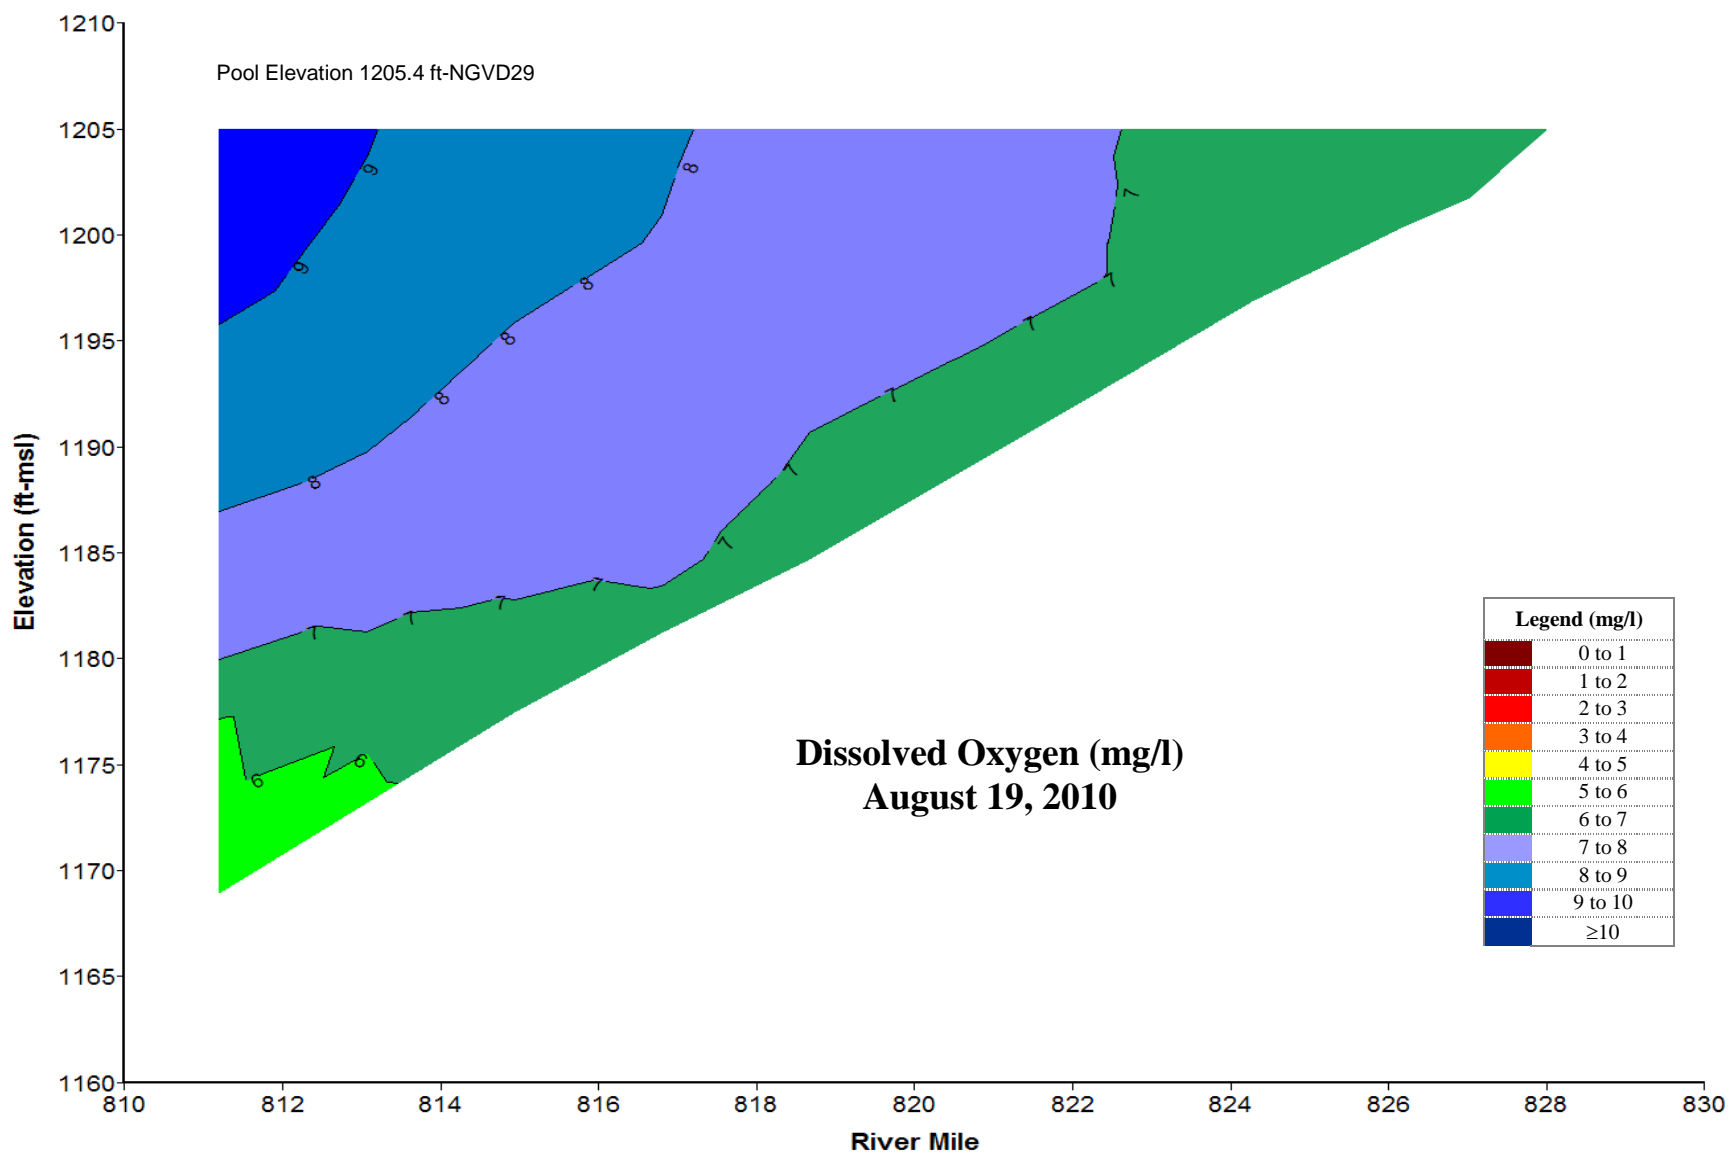 Pool Elevation 1205.4 ft-NGVD29
1210
1205
1200
1195
1190
1185
1180
1175
1170
1165
1160
Elevation (ft-msl)
9
9
8
8
8
8
8
7
7
7
7
7
7
7
7
7
7
6
6
Dissolved Oxygen (mg/l)
August 19, 2010
Legend (mg/l)
0 to 1
1 to 2
2 to 3
3 to 4
4 to 5
5 to 6
6 to 7
7 to 8
8 to 9
9 to 10
≥10
810 812 814 816 818 820 822 824 826 828 830
River Mile